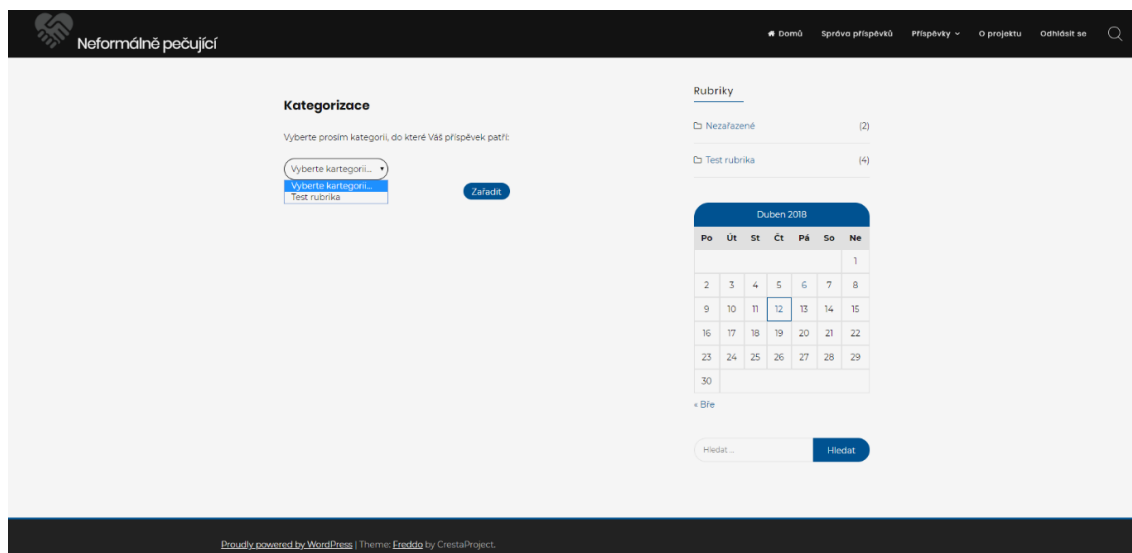 Neformálně pečující
Domů Správa příspěvků Příspěvky O projektu Odhlásit se
Kategorizace
Vyberte prosím kategorii, do které Váš příspěvek patří:
Vyberte kartegorii...
Vyberte kartegorii...
Test rubrika
Zařadit
Rubriky
Nezařazené (2)
Test rubrika (4)
Duben 2018
Po Út St Čt Pá So Ne
1
2 3 4 5 6 7 8
9 10 11 12 13 14 15
16 17 18 19 20 21 22
23 24 25 26 27 28 29
30
« Bře
Hledat ... Hledat
Proudly powered by WordPress | Theme: Freddo by CrestaProject.